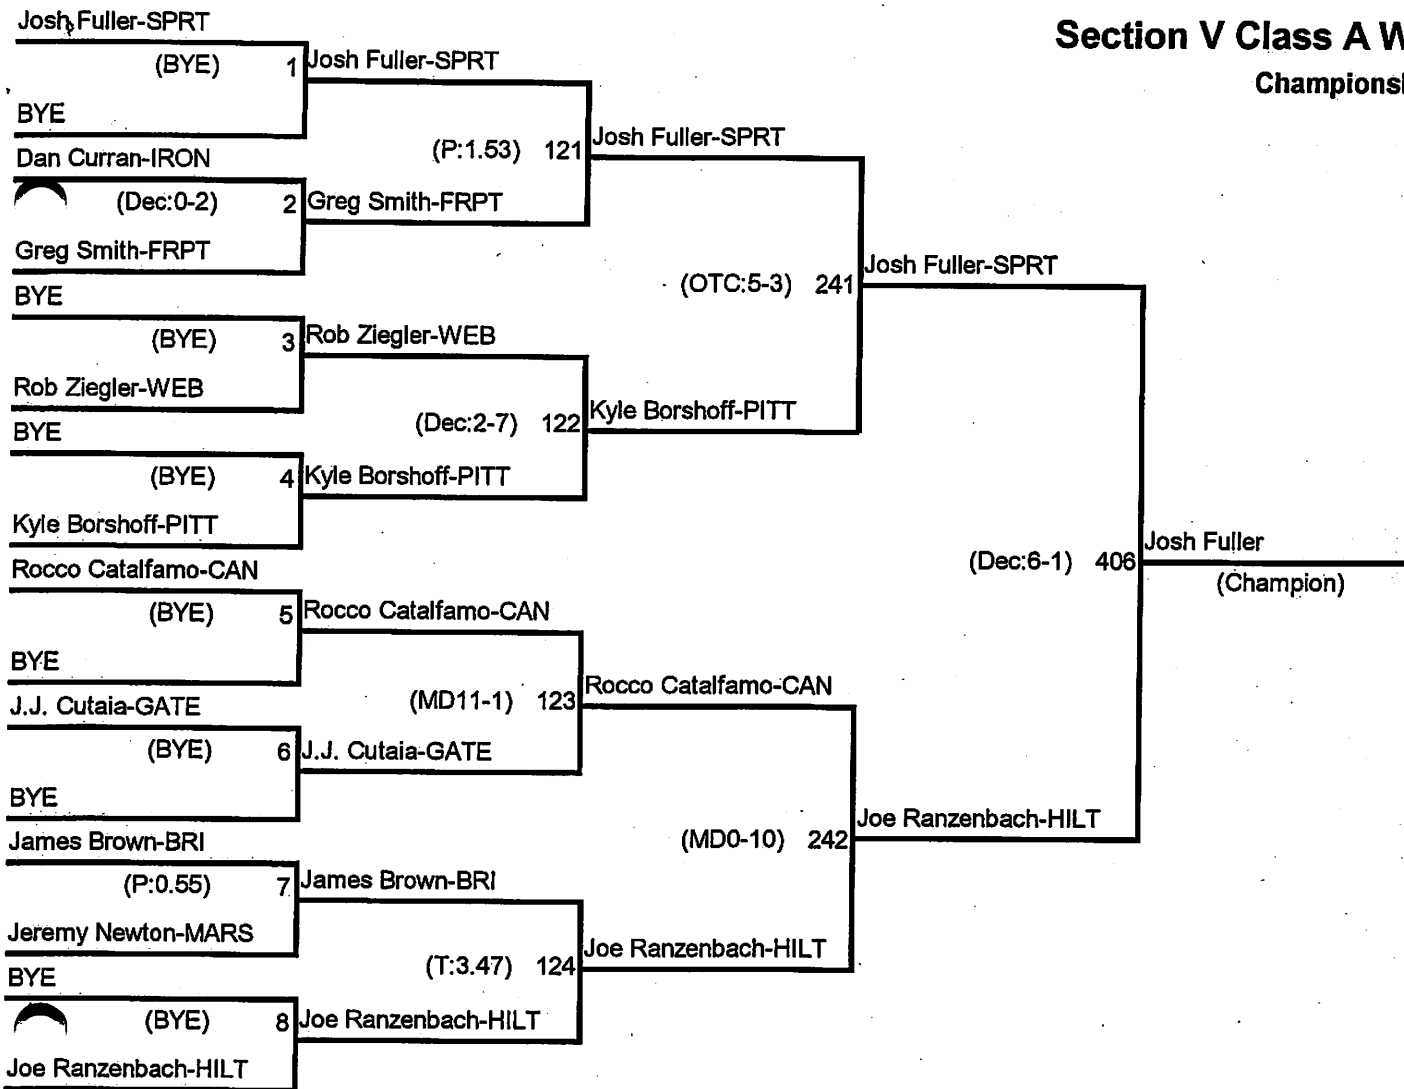 Josh Fuller-SPRT
Section V Class A W
(BYE) 1 Josh Fuller-SPRT
Champions
BYE
(P:1.53) 121 Josh Fuller-SPRT
Dan Curran-IRON
(Dec:0-2) 2 Greg Smith-FRPT
Greg Smith-FRPT
(OTC:5-3) 241 Josh Fuller-SPRT
BYE
(BYE) 3 Rob Ziegler-WEB
Rob Ziegler-WEB
(Dec:2-7) 122 Kyle Borshoff-PITT
BYE
(BYE) 4 Kyle Borshoff-PITT
Kyle Borshoff-PITT
(Dec:6-1) 406 Josh Fuller
(Champion)
Rocco Catalfamo-CAN
(BYE) 5 Rocco Catalfamo-CAN
BYE
(MD11-1) 123 Rocco Catalfamo-CAN
J.J. Cutaia-GATE
(BYE) 6 J.J. Cutaia-GATE
BYE
(MD0-10) 242 Joe Ranzenbach-HILT
James Brown-BRI
(P:0.55) 7 James Brown-BRI
Jeremy Newton-MARS
(T:3.47) 124 Joe Ranzenbach-HILT
BYE
(BYE) 8 Joe Ranzenbach-HILT
Joe Ranzenbach-HILT